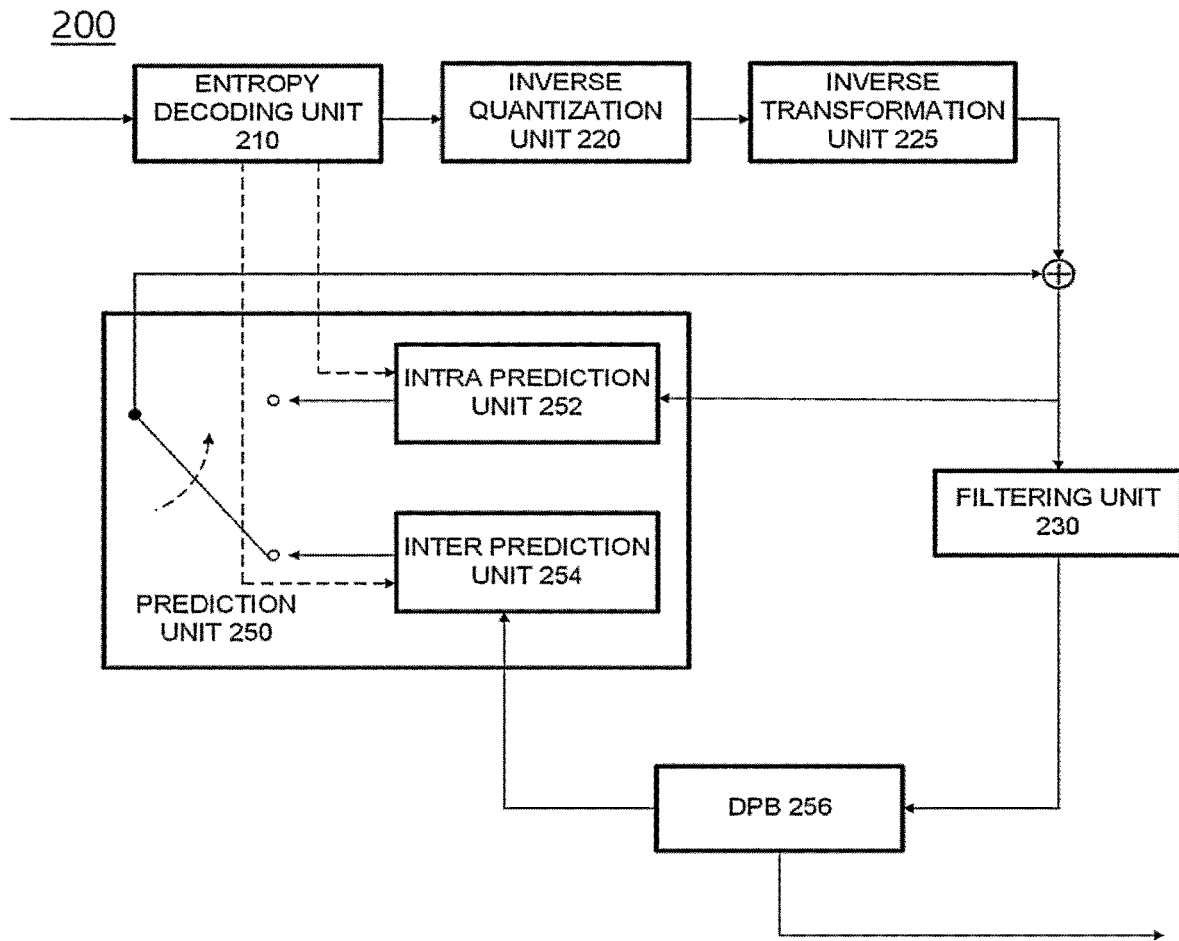 200
ENTROPY
DECODING UNIT
210
INVERSE
QUANTIZATION
UNIT 220
INVERSE
TRANSFORMATION
UNIT 225
INTRA PREDICTION
UNIT 252
FILTERING UNIT
230
INTER PREDICTION
UNIT 254
PREDICTION
UNIT 250
DPB 256